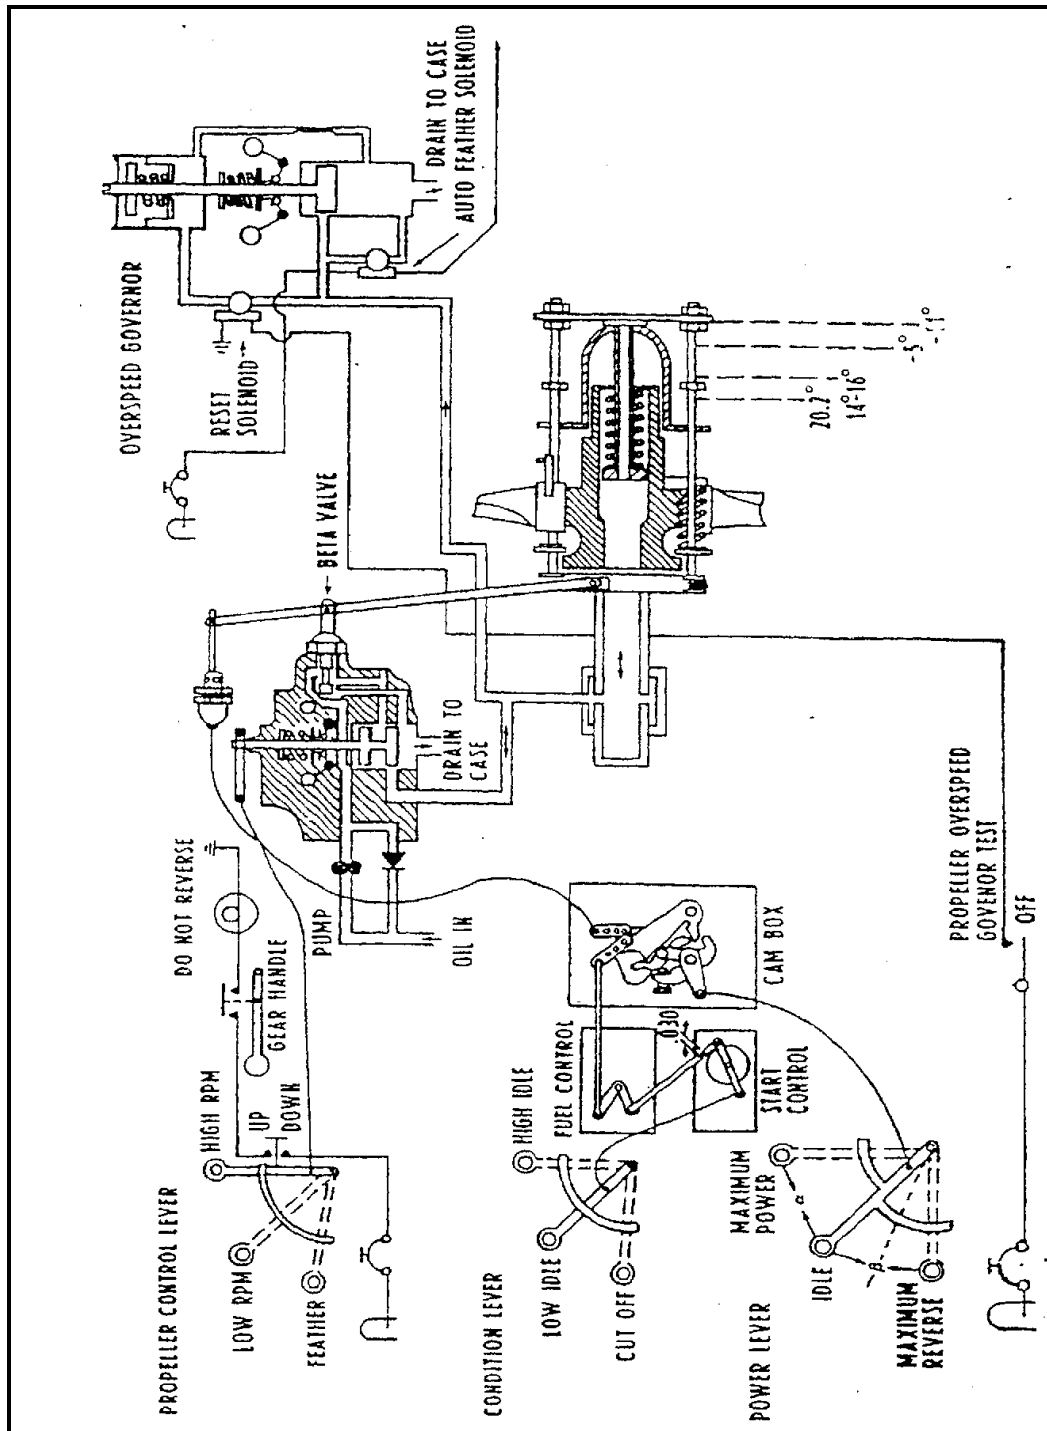 PROPELLER CONTROL LEVER
LOW RPM
FEATHER
HIGH RPM
UP
DOWN
GEAR HANDLE
DO NOT REVERSE
PUMP
OIL IN
DRAIN TO
CASE
BETA VALVE
OVERSPEED GOVERNOR
RESET
SOLENOID
DRAIN TO CASE
AUTO FEATHER SOLENOID
CONDITION LEVER
LOW IDLE
CUT OFF
HIGH IDLE
FUEL CONTROL
.030
START
CONTROL
CAM BOX
POWER LEVER
IDLE
MAXIMUM
REVERSE
MAXIMUM
POWER
α
β
20.2°
14°-16°
-5°
-11°
PROPELLER OVERSPEED
GOVENOR TEST
OFF